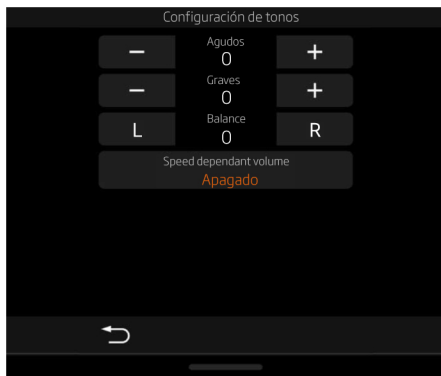 Configuración de tonos
Agudos
− 0 +
Graves
− 0 +
Balance
L 0 R
Speed dependant volume
Apagado